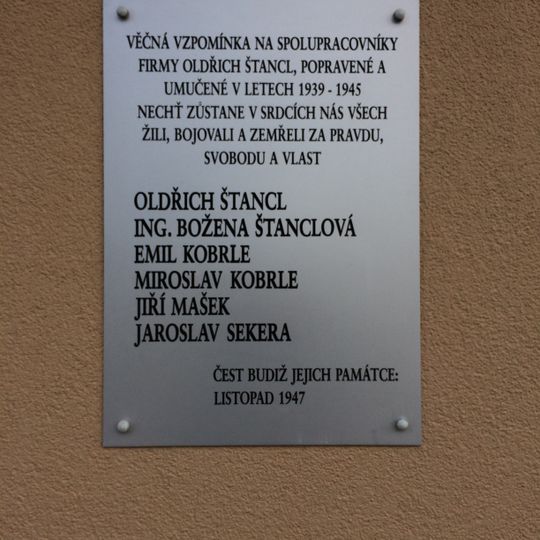 VĚČNÁ VZPOMÍNKA NA SPOLUPRACOVNÍKY
FIRMY OLDŘICH ŠTANCL, POPRAVENÉ A
UMUČENÉ V LETECH 1939 - 1945
NECHŤ ZŮSTANE V SRDCÍCH NÁS VŠECH
ŽILI, BOJOVALI A ZEMŘELI ZA PRAVDU,
SVOBODU A VLAST
OLDŘICH ŠTANCL
ING. BOŽENA ŠTANCLOVÁ
EMIL KOBRLE
MIROSLAV KOBRLE
JIŘÍ MAŠEK
JAROSLAV SEKERA
ČEST BUDIŽ JEJICH PAMÁTCE:
LISTOPAD 1947